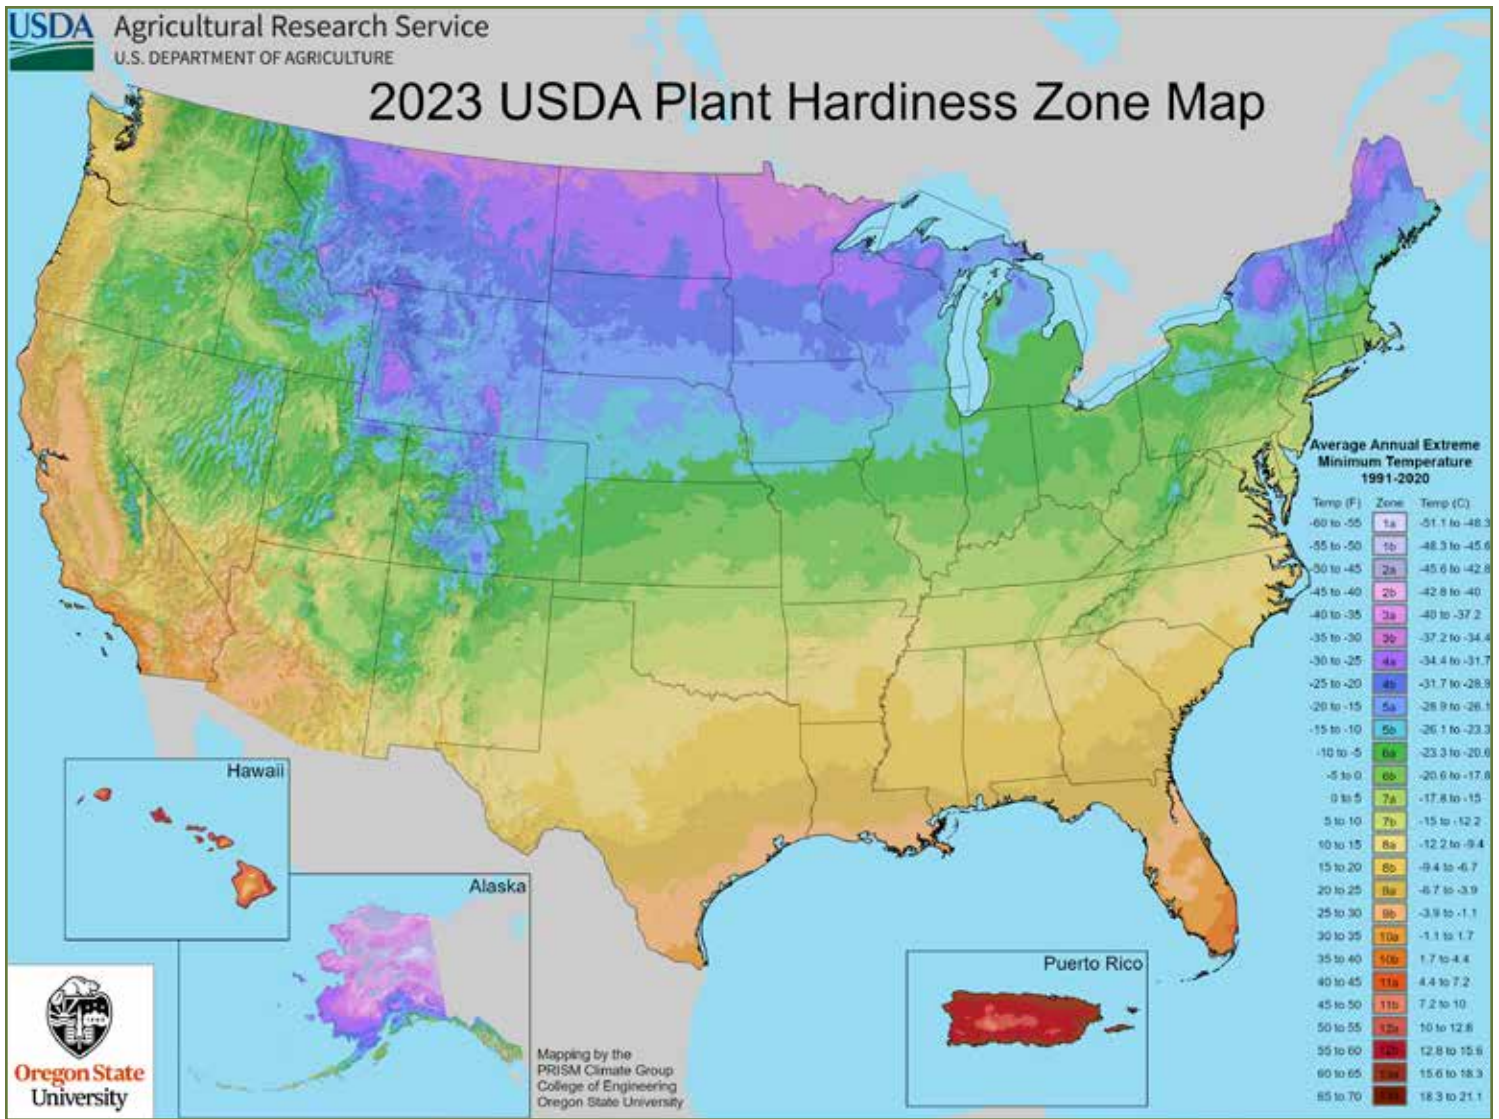 USDA Agricultural Research Service
U.S. DEPARTMENT OF AGRICULTURE
2023 USDA Plant Hardiness Zone Map
Average Annual Extreme
Minimum Temperature
1991-2020
Temp (F) Zone Temp (C)
-60 to -55 1a -51.1 to -48.3
-55 to -50 1b -48.3 to -45.6
-50 to -45 2a -45.6 to -42.8
-45 to -40 2b -42.8 to -40
-40 to -35 3a -40 to -37.2
-35 to -30 3b -37.2 to -34.4
-30 to -25 4a -34.4 to -31.7
-25 to -20 4b -31.7 to -28.9
-20 to -15 5a -28.9 to -26.1
-15 to -10 5b -26.1 to -23.3
-10 to -5 6a -23.3 to -20.6
-5 to 0 6b -20.6 to -17.8
0 to 5 7a -17.8 to -15
5 to 10 7b -15 to -12.2
10 to 15 8a -12.2 to -9.4
15 to 20 8b -9.4 to -6.7
20 to 25 9a -6.7 to -3.9
25 to 30 9b -3.9 to -1.1
30 to 35 10a -1.1 to 1.7
35 to 40 10b 1.7 to 4.4
40 to 45 11a 4.4 to 7.2
45 to 50 11b 7.2 to 10
50 to 55 12a 10 to 12.8
55 to 60 12b 12.8 to 15.6
60 to 65 13a 15.6 to 18.3
65 to 70 18.3 to 21.1
Hawaii
Alaska
Puerto Rico
Mapping by the
PRISM Climate Group
College of Engineering
Oregon State University
Oregon State
University